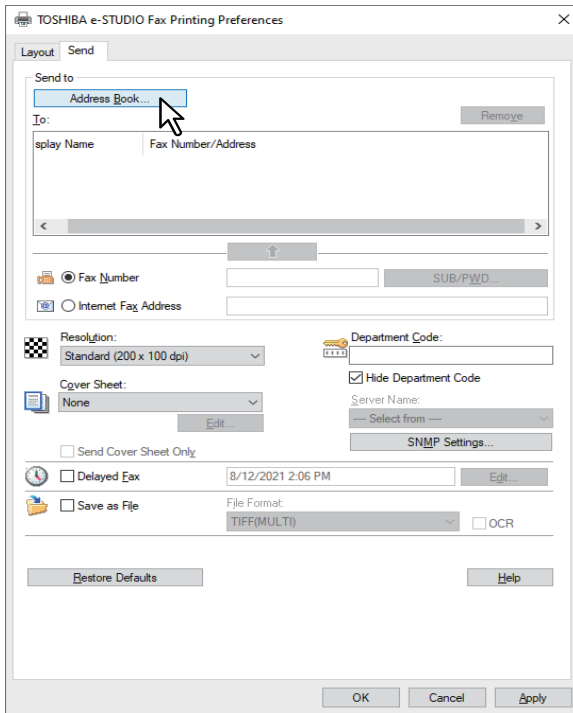 TOSHIBA e-STUDIO Fax Printing Preferences
Layout Send
Send to
Address Book...
To:
Remove
splay Name Fax Number/Address
Fax Number
SUB/PWD...
Internet Fax Address
Resolution:
Standard (200 x 100 dpi)
Department Code:
Hide Department Code
Cover Sheet:
None
Edit...
Server Name:
---- Select from ----
Send Cover Sheet Only
SNMP Settings...
Delayed Fax 8/12/2021 2:06 PM Edit...
Save as File
File Format:
TIFF(MULTI)
OCR
Restore Defaults Help
OK Cancel Apply